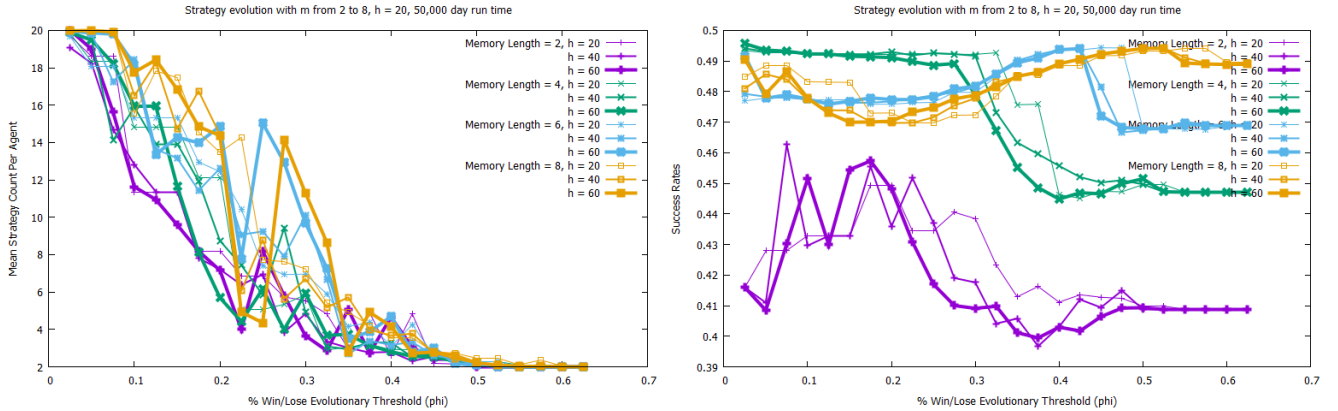 Strategy evolution with m from 2 to 8, h = 20, 50,000 day run time
Mean Strategy Count Per Agent
20
18
16
14
12
10
8
6
4
2
0
0.1
0.2
0.3
0.4
0.5
0.6
0.7
% Win/Lose Evolutionary Threshold (phi)
Memory Length = 2, h = 20
h = 40
h = 60
Memory Length = 4, h = 20
h = 40
h = 60
Memory Length = 6, h = 20
h = 40
h = 60
Memory Length = 8, h = 20
h = 40
h = 60
Strategy evolution with m from 2 to 8, h = 20, 50,000 day run time
Success Rates
0.5
0.49
0.48
0.47
0.46
0.45
0.44
0.43
0.42
0.41
0.4
0.39
0
0.1
0.2
0.3
0.4
0.5
0.6
0.7
% Win/Lose Evolutionary Threshold (phi)
Memory Length = 2, h = 20
h = 40
h = 60
Memory Length = 4, h = 20
h = 40
h = 60
Memory Length = 6, h = 20
h = 40
h = 60
Memory Length = 8, h = 20
h = 40
h = 60